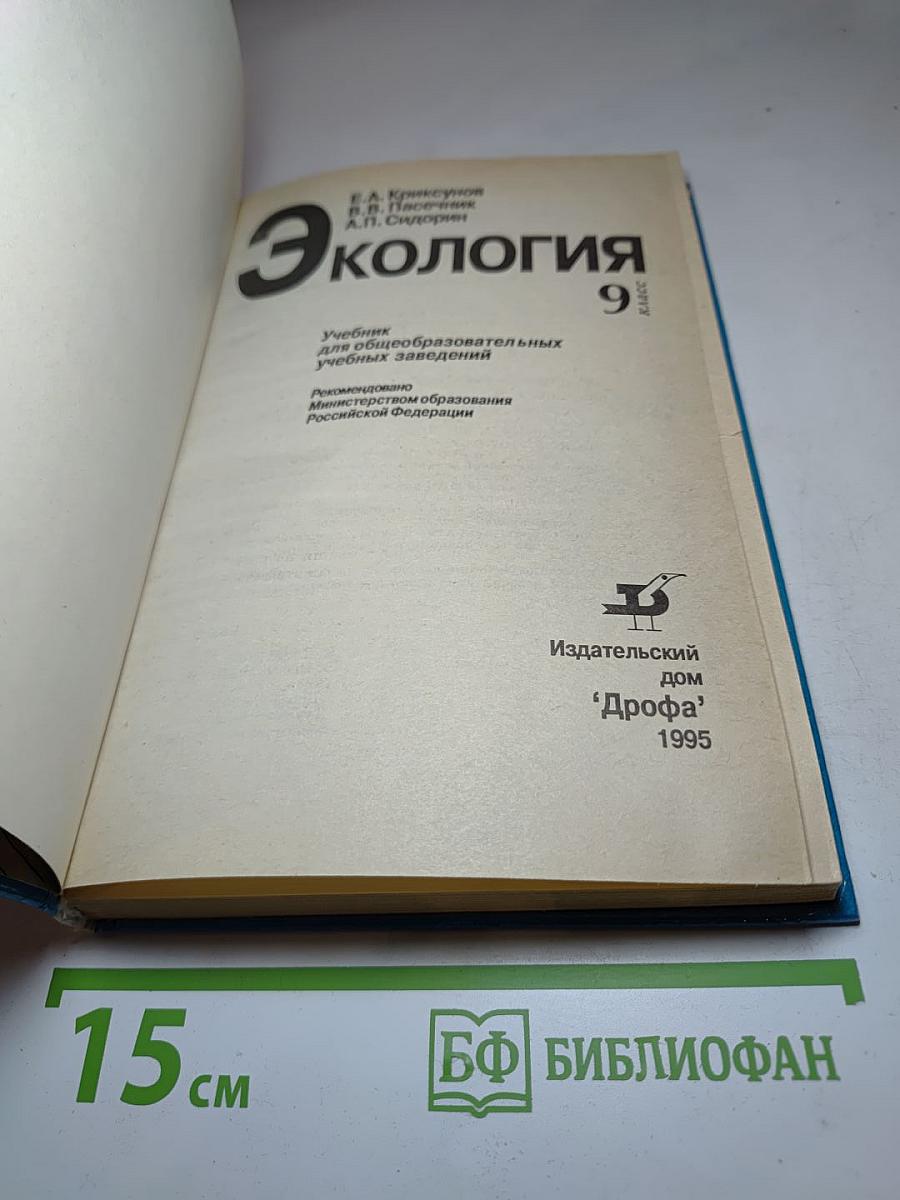 Е.А. Криксунов
В.В. Пасечник
А.П. Сидорин
Экология
9 класс
Учебник
для общеобразовательных
учебных заведений
Рекомендовано
Министерством образования
Российской Федерации
Издательский
дом
‘Дрофа’
1995
15 см
БФ БИБЛИОФАН